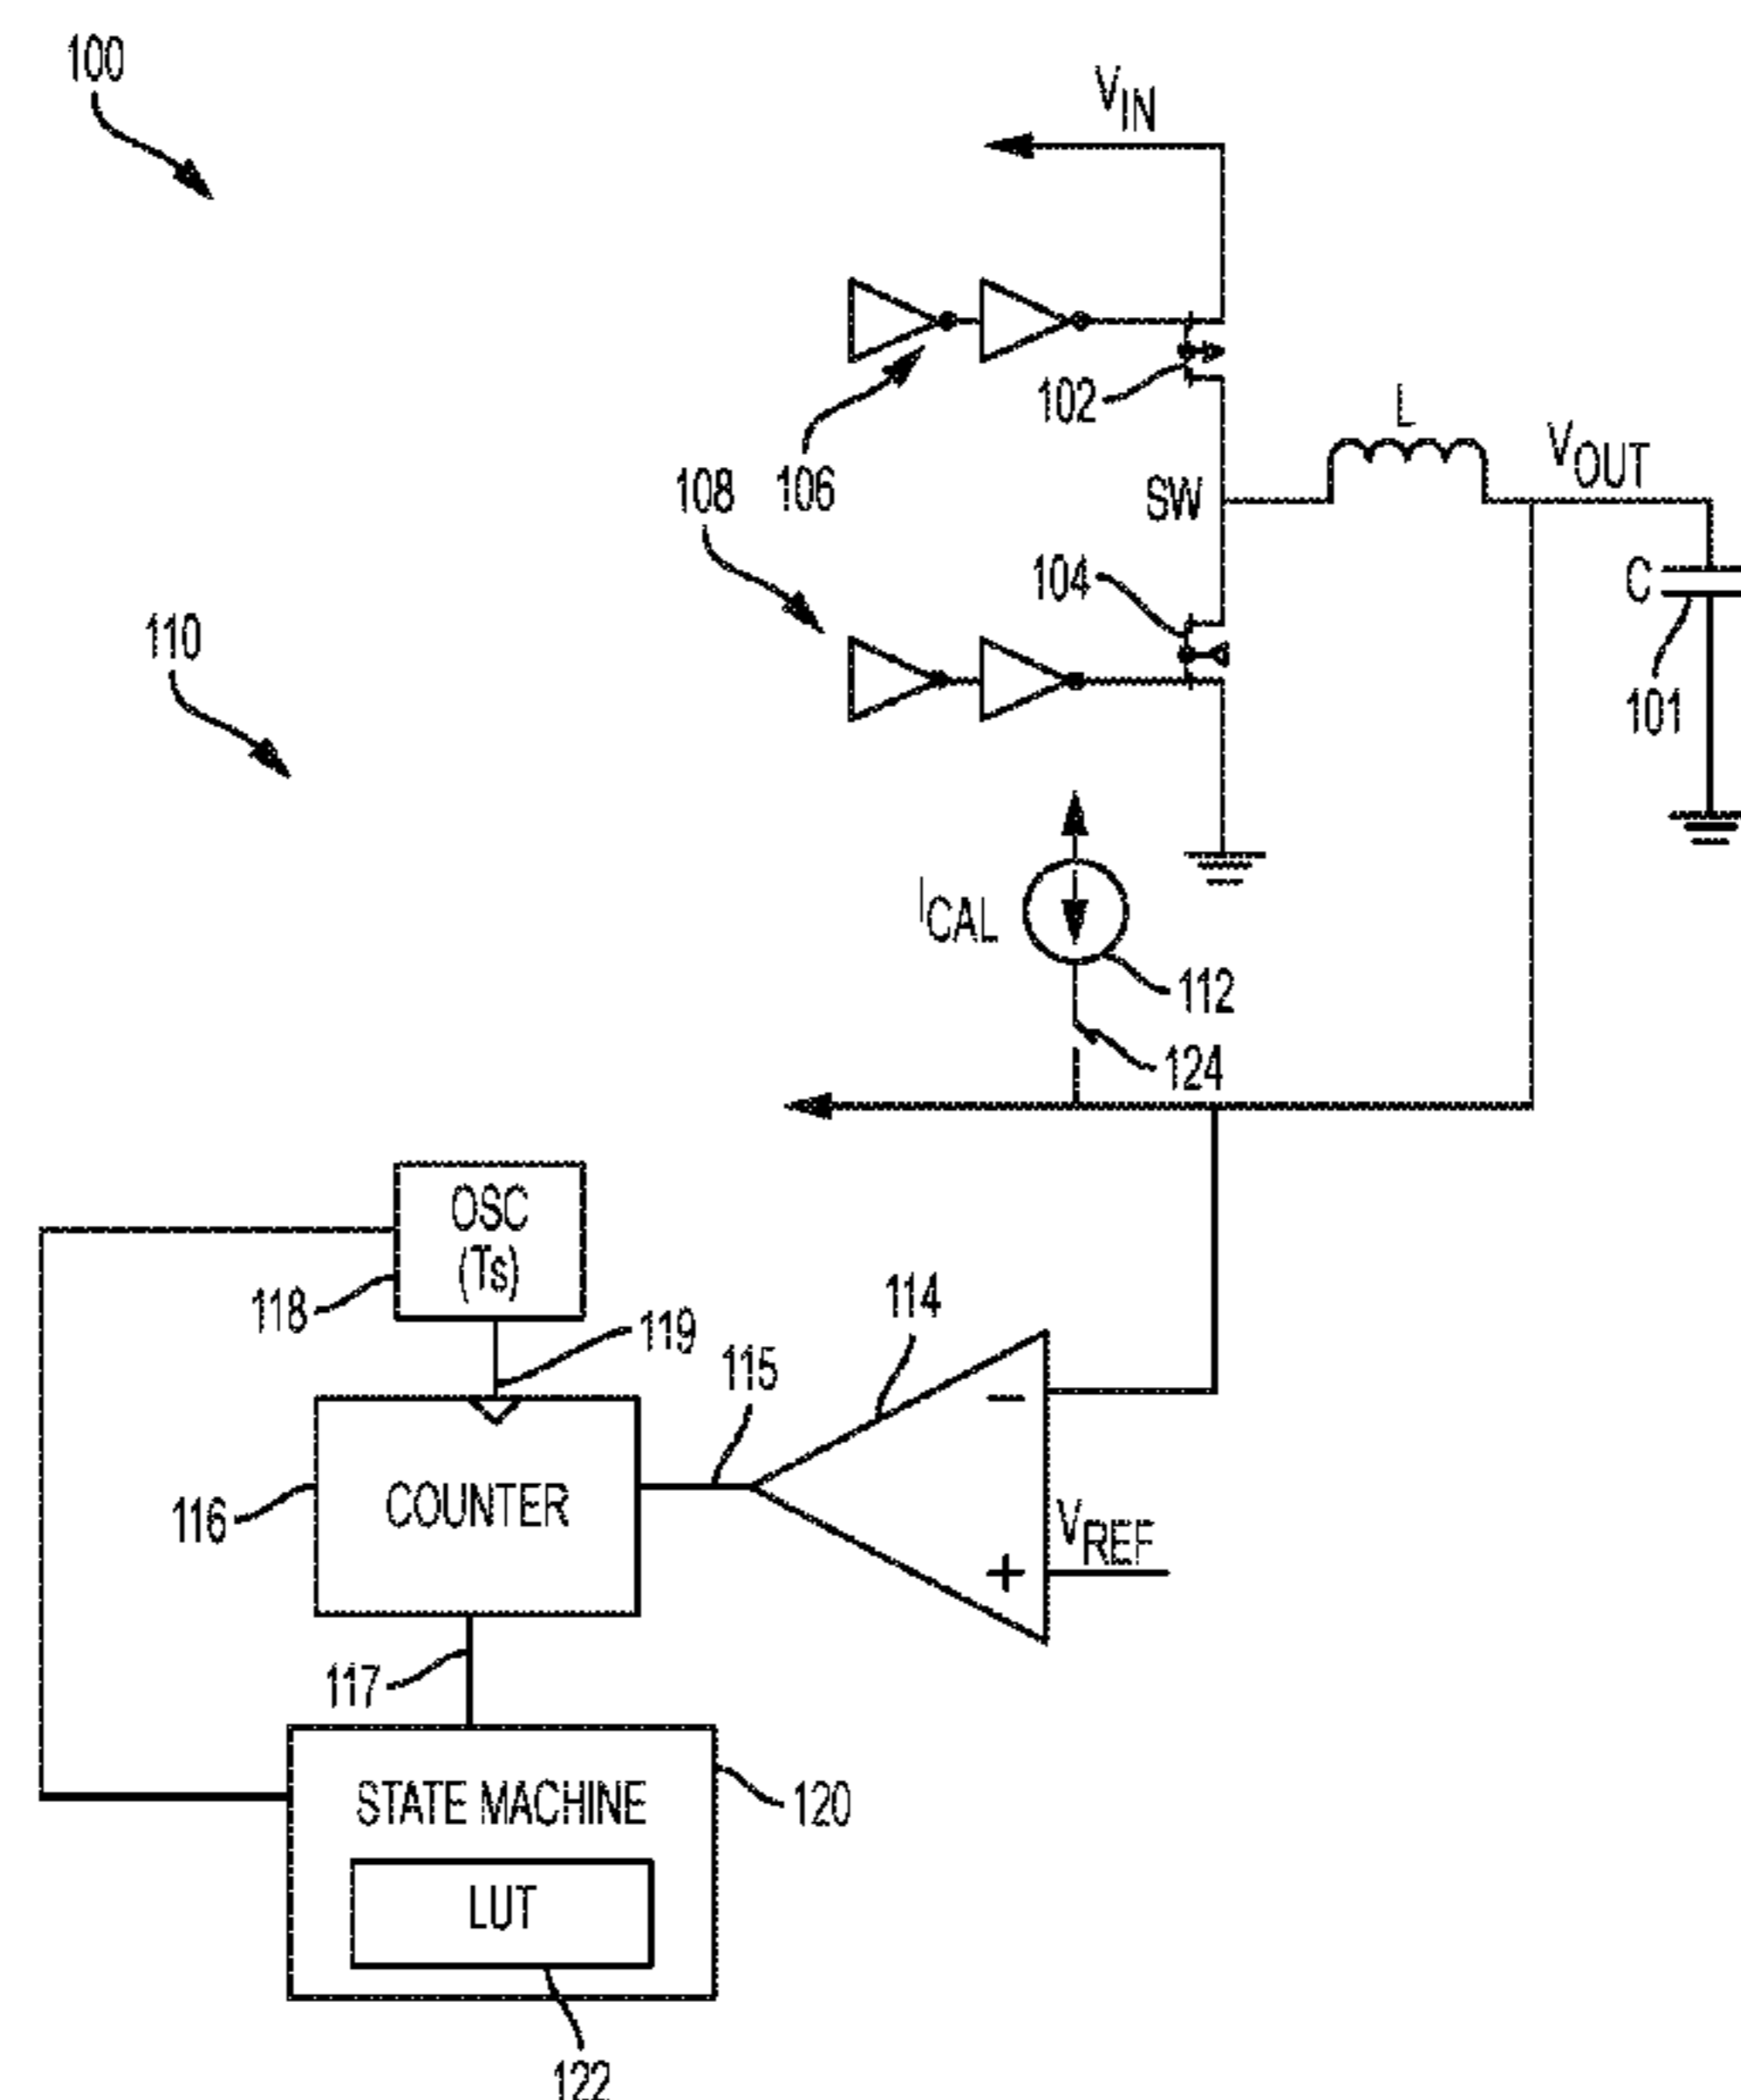 100
VIN
102
106
108
SW
L
VOUT
104
C
101
110
ICAL
112
124
OSC
(Ts)
118
119
114
115
116
COUNTER
-
+
VREF
117
STATE MACHINE
120
LUT
122